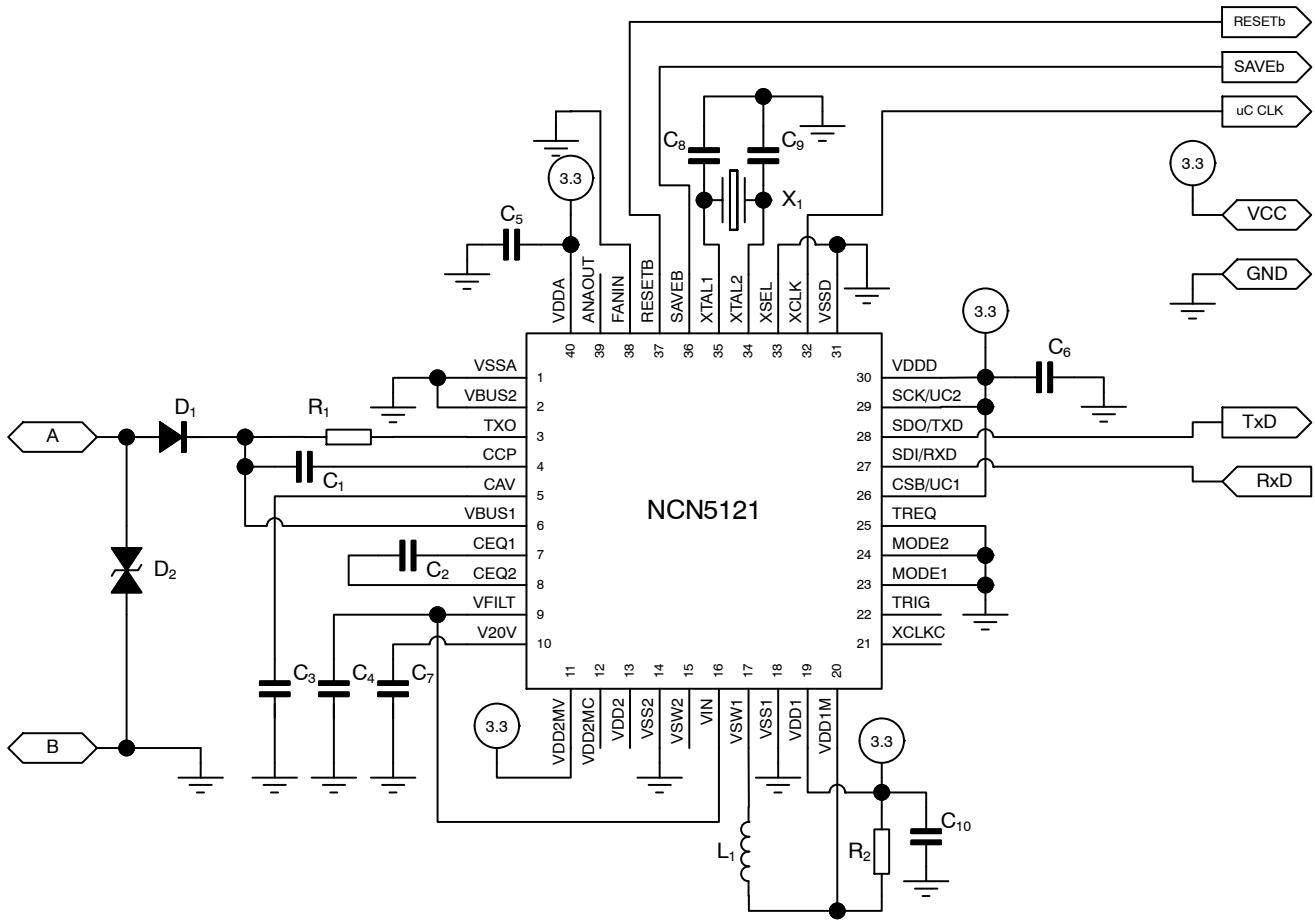 RESETb
SAVEb
uC CLK
C8
C9
3.3
3.3
X1
VCC
C5
GND
VDDA
ANAOUT
FANIN
RESETB
SAVEB
XTAL1
XTAL2
XSEL
XCLK
VSSD
3.3
40
39
38
37
36
35
34
33
32
31
C6
VSSA
1
30
VDDD
VBUS2
2
29
SCK/UC2
A
D1
R1
TXO
3
28
SDO/TXD
TxD
CCP
4
27
SDI/RXD
C1
RxD
CAV
5
26
CSB/UC1
NCN5121
VBUS1
6
25
TREQ
CEQ1
7
24
MODE2
D2
C2
CEQ2
8
23
MODE1
VFILT
9
22
TRIG
V20V
10
21
XCLKC
C3
C4
C7
11
12
13
14
15
16
17
18
19
20
3.3
VDD2MV
VDD2MC
VDD2
VSS2
VSW2
VIN
VSW1
VSS1
VDD1
VDD1M
3.3
B
L1
R2
C10